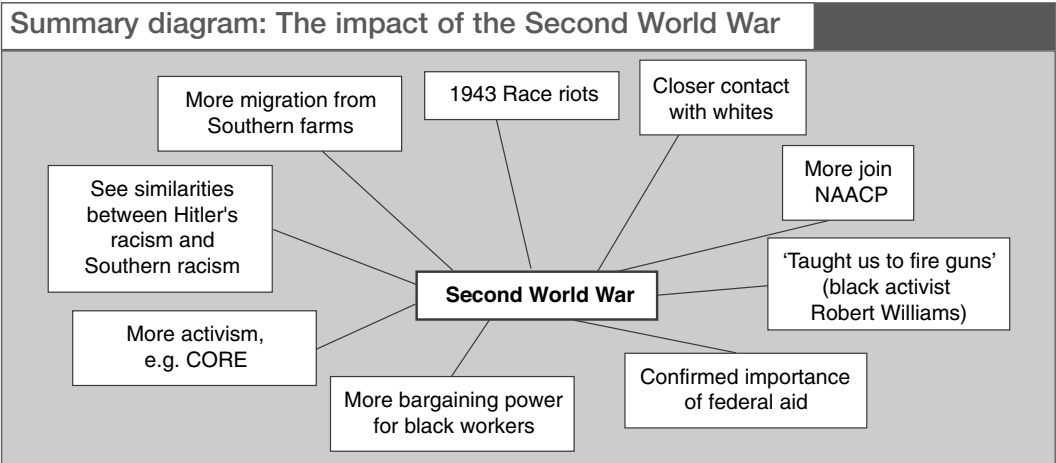 Summary diagram: The impact of the Second World War
More migration from
Southern farms
1943 Race riots
Closer contact
with whites
See similarities
between Hitler's
racism and
Southern racism
More join
NAACP
Second World War
'Taught us to fire guns'
(black activist
Robert Williams)
More activism,
e.g. CORE
More bargaining power
for black workers
Confirmed importance
of federal aid